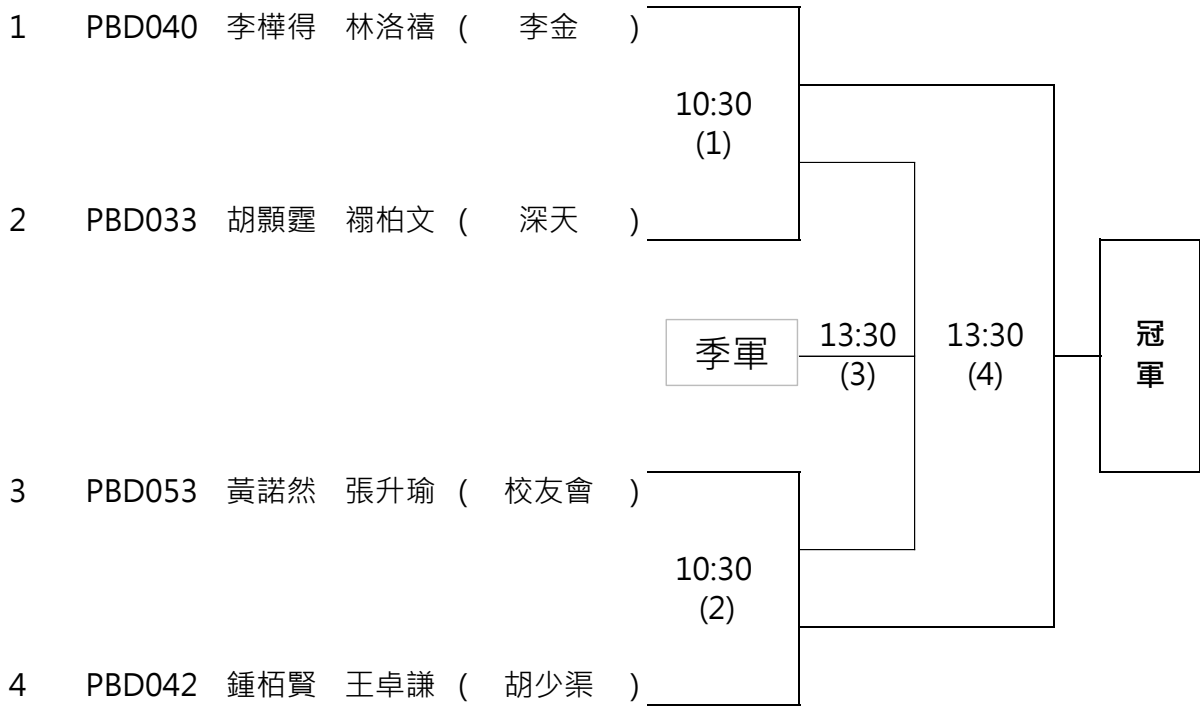 1 PBD040 李樺得 林洛禧 ( 李金 )
10:30
(1)
2 PBD033 胡顥霆 禤柏文 ( 深天 )
季軍
13:30
(3)
13:30
(4)
冠
軍
3 PBD053 黃諾然 張升瑜 ( 校友會 )
10:30
(2)
4 PBD042 鍾栢賢 王卓謙 ( 胡少渠 )